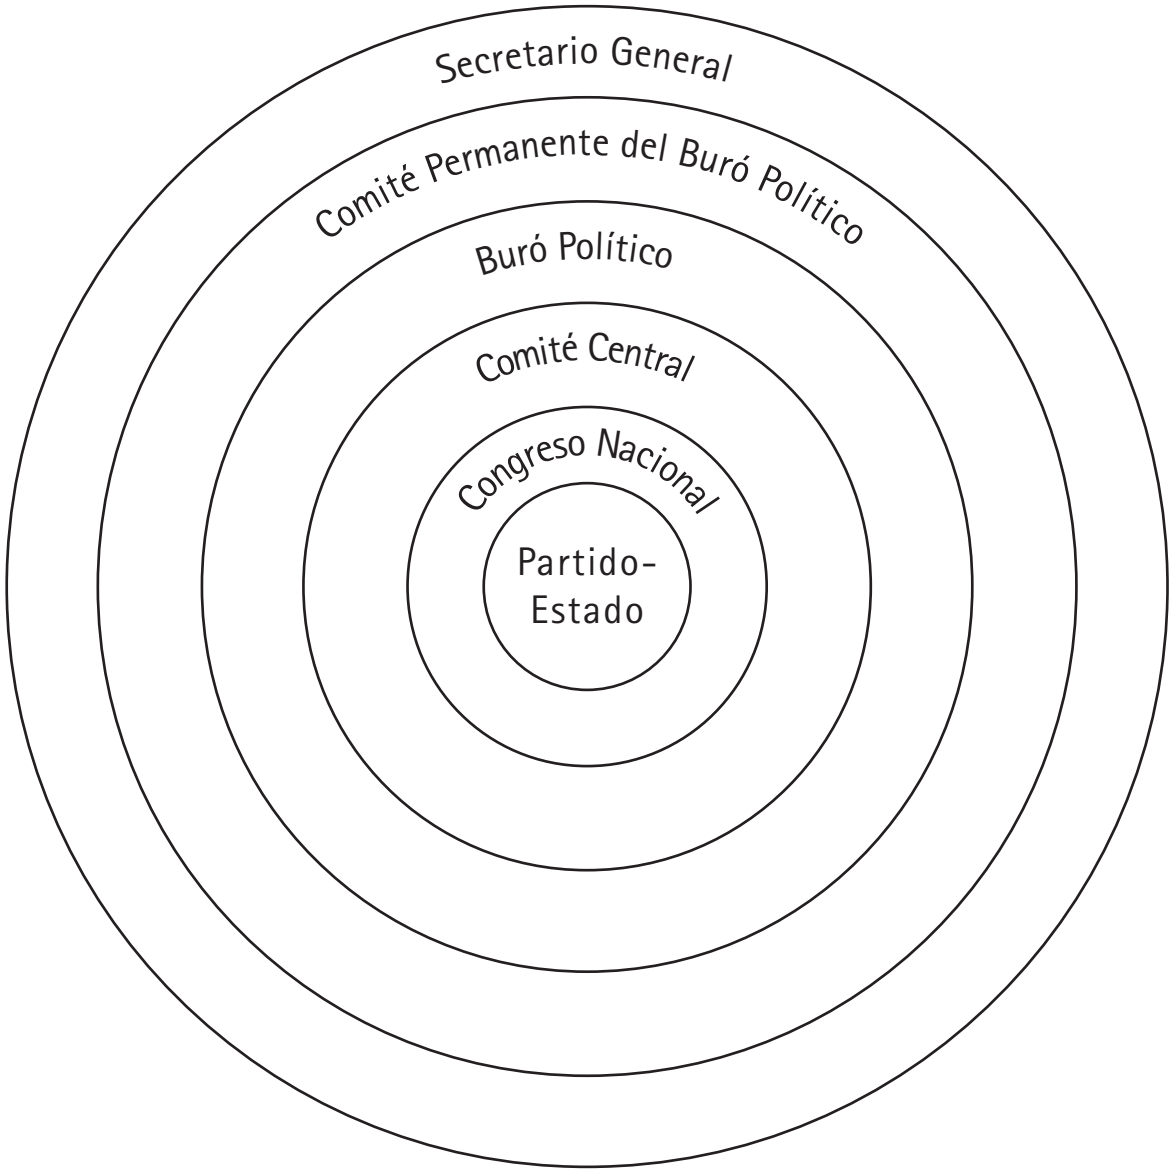 Secretario General
Comité Permanente del Buró Político
Buró Político
Comité Central
Congreso Nacional
Partido-
Estado